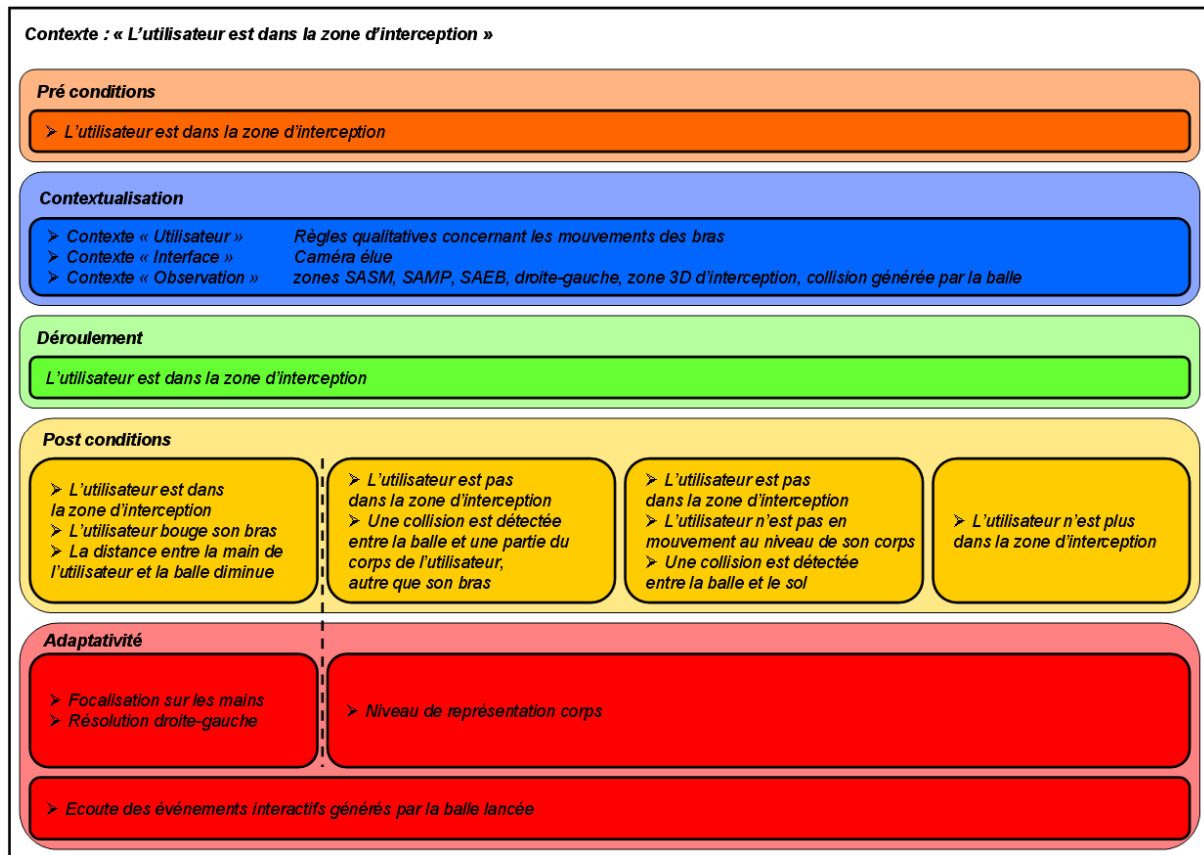 Contexte : « L'utilisateur est dans la zone d'interception »
Pré conditions
➢ L'utilisateur est dans la zone d'interception
Contextualisation
➢ Contexte « Utilisateur » Règles qualitatives concernant les mouvements des bras
➢ Contexte « Interface » Caméra élue
➢ Contexte « Observation » zones SASM, SAMP, SAEB, droite-gauche, zone 3D d'interception, collision générée par la balle
Déroulement
L'utilisateur est dans la zone d'interception
Post conditions
➢ L'utilisateur est dans
la zone d'interception
➢ L'utilisateur bouge son bras
➢ La distance entre la main de
l'utilisateur et la balle diminue
➢ L'utilisateur est pas
dans la zone d'interception
➢ Une collision est détectée
entre la balle et une partie du
corps de l'utilisateur,
autre que son bras
➢ L'utilisateur est pas
dans la zone d'interception
➢ L'utilisateur n'est pas en
mouvement au niveau de son corps
➢ Une collision est détectée
entre la balle et le sol
➢ L'utilisateur n'est plus
dans la zone d'interception
Adaptativité
➢ Focalisation sur les mains
➢ Résolution droite-gauche
➢ Niveau de représentation corps
➢ Ecoute des événements interactifs générés par la balle lancée